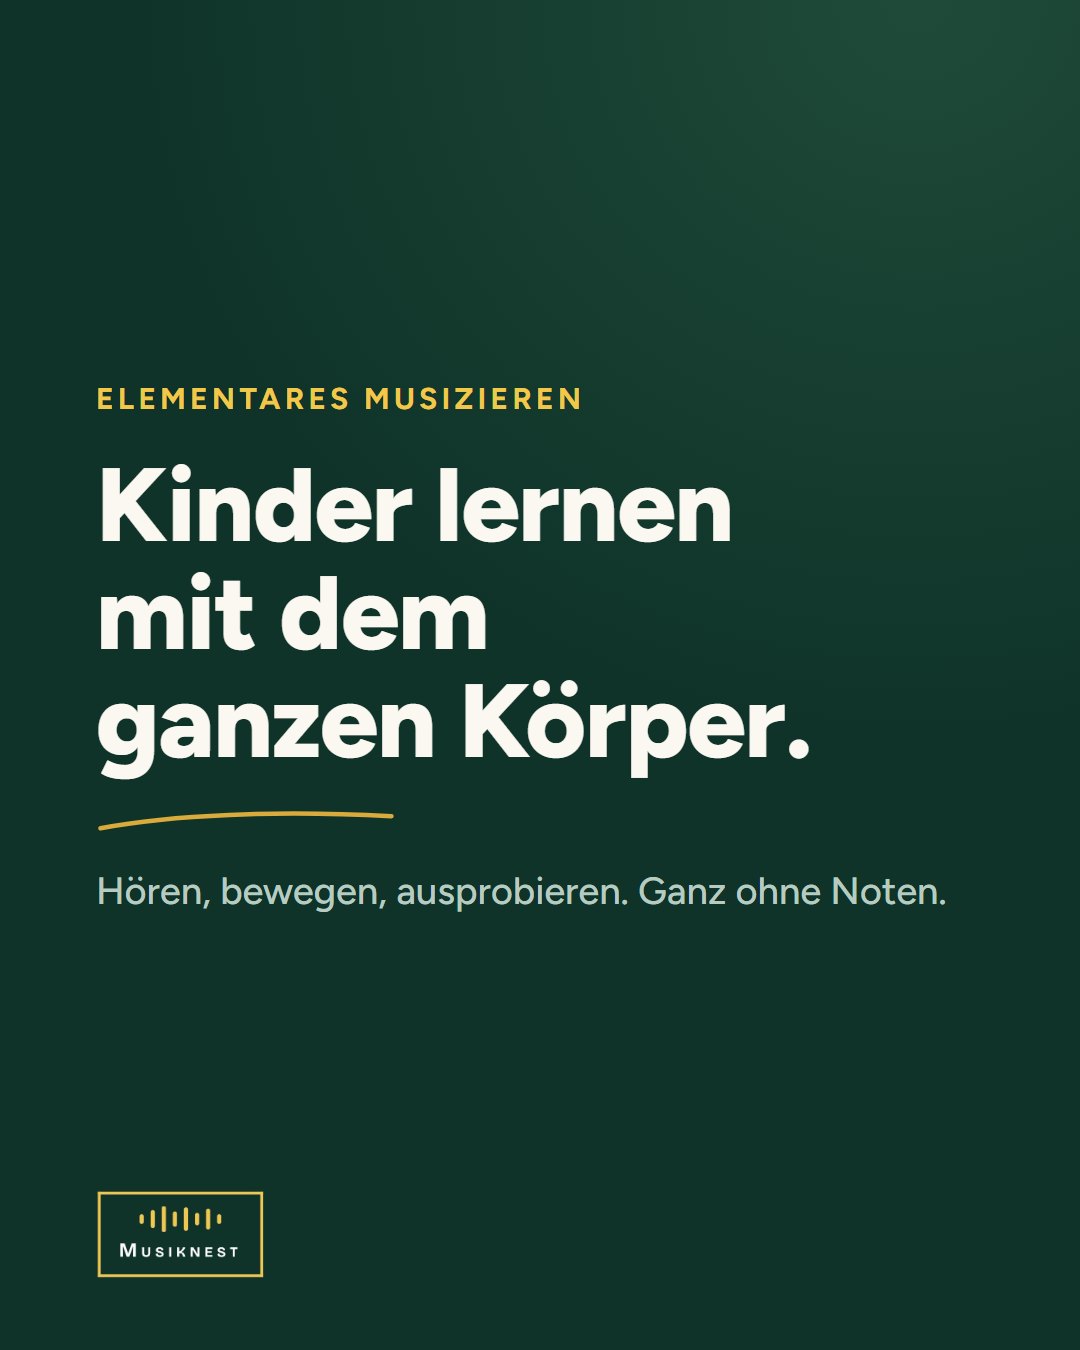 ELEMENTARES MUSIZIEREN
Kinder lernen
mit dem
ganzen Körper.
Hören, bewegen, ausprobieren. Ganz ohne Noten.
MUSIKNEST